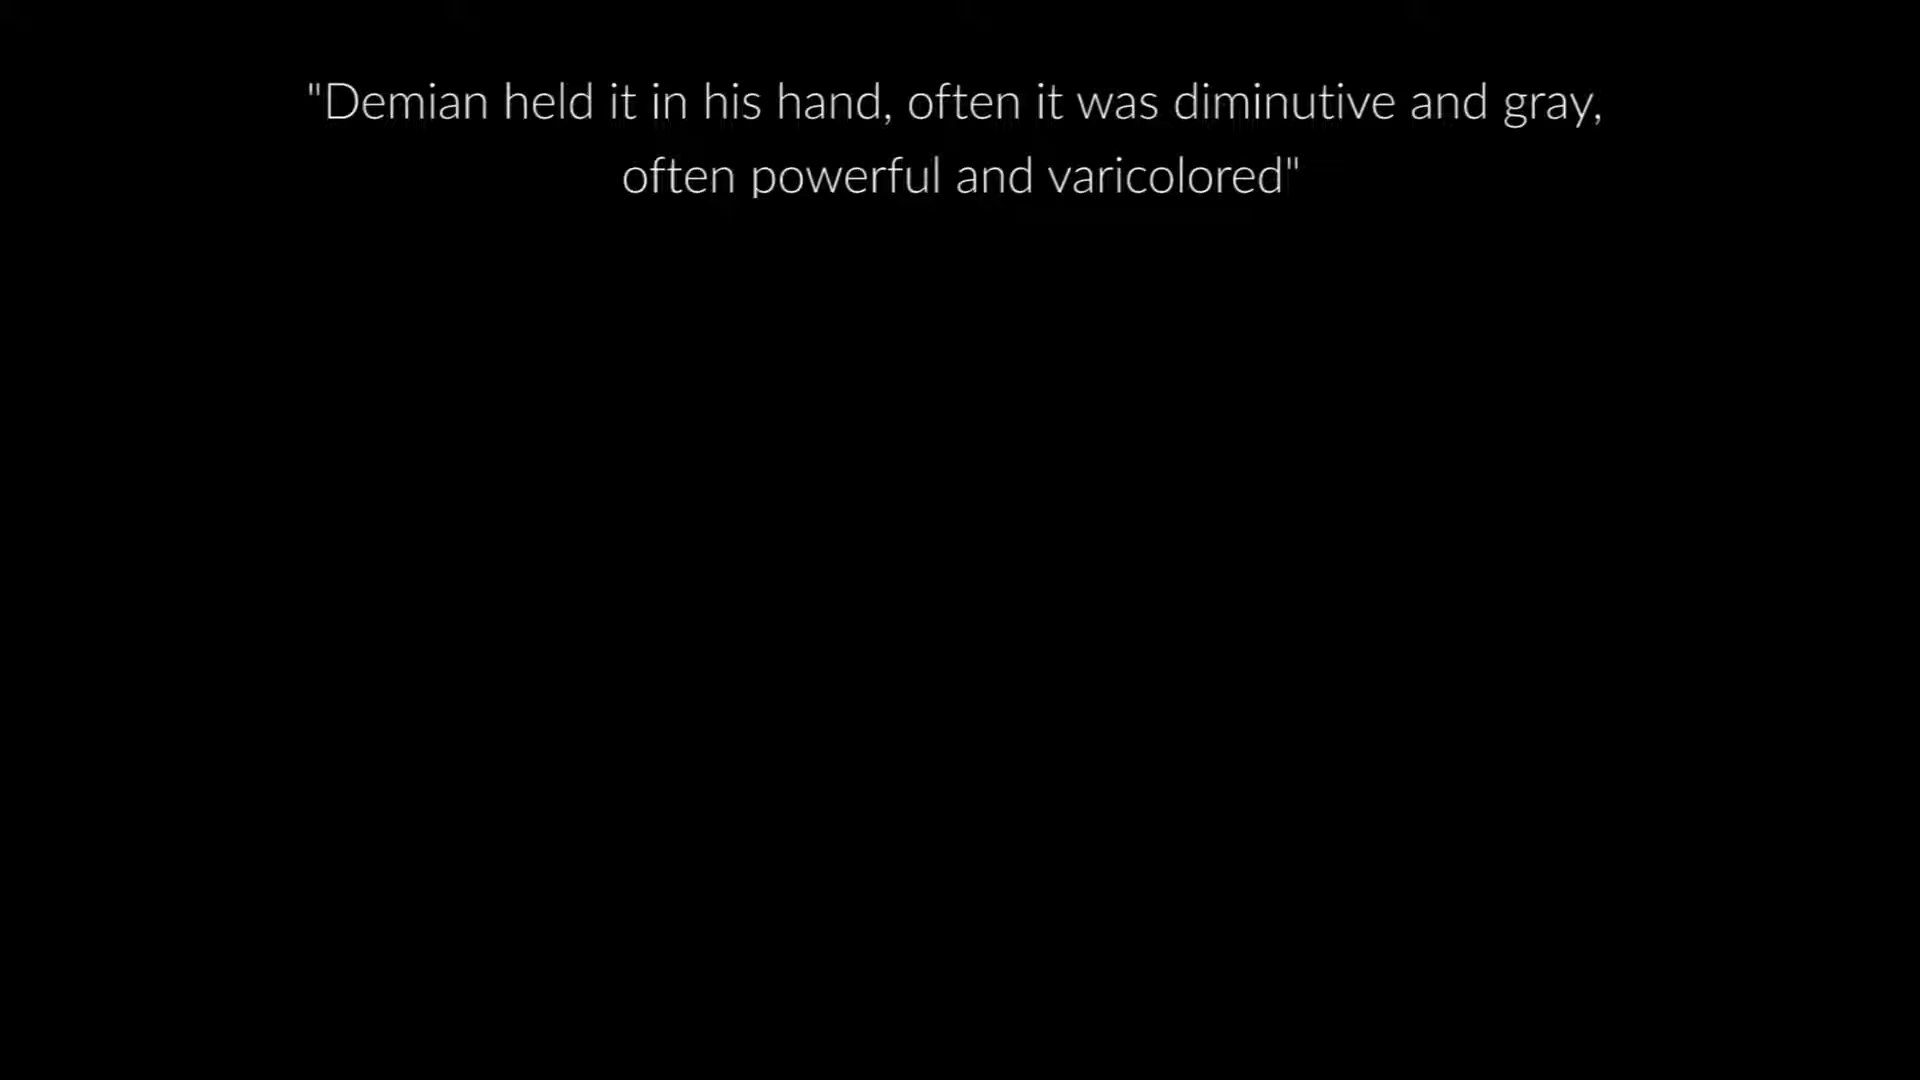 "Demian held it in his hand, often it was diminutive and gray,
often powerful and varicolored"